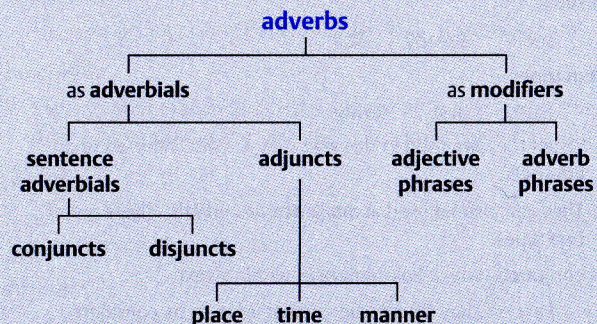 adverbs
as adverbials
as modifiers
sentence
adverbials
adjuncts
adjective
phrases
adverb
phrases
conjuncts
disjuncts
place
time
manner